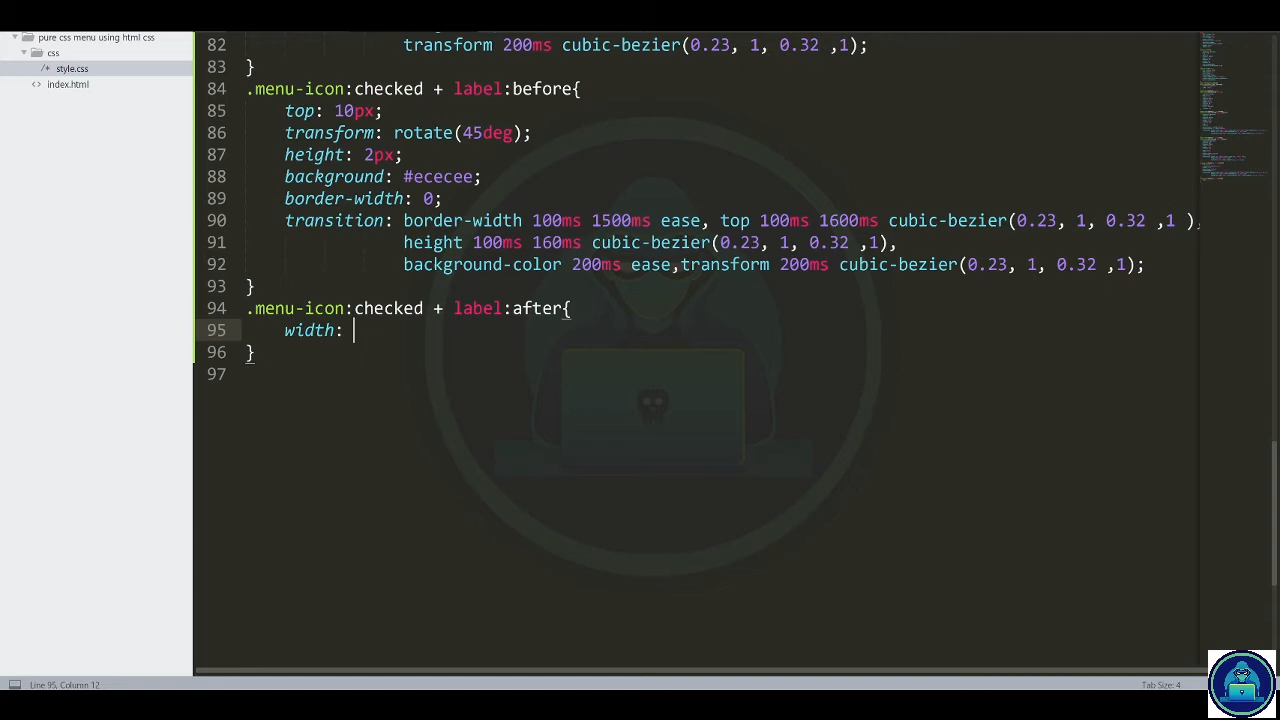 pure css menu using html css
css
style.css
index.html
82 transform 200ms cubic-bezier(0.23, 1, 0.32 ,1);
83 }
84 .menu-icon:checked + label:before{
85 top: 10px;
86 transform: rotate(45deg);
87 height: 2px;
88 background: #ececee;
89 border-width: 0;
90 transition: border-width 100ms 1500ms ease, top 100ms 1600ms cubic-bezier(0.23, 1, 0.32 ,1 ),
91 height 100ms 160ms cubic-bezier(0.23, 1, 0.32 ,1),
92 background-color 200ms ease,transform 200ms cubic-bezier(0.23, 1, 0.32 ,1);
93 }
94 .menu-icon:checked + label:after{
95 width:
96 }
97
Line 95, Column 12
Tab Size: 4